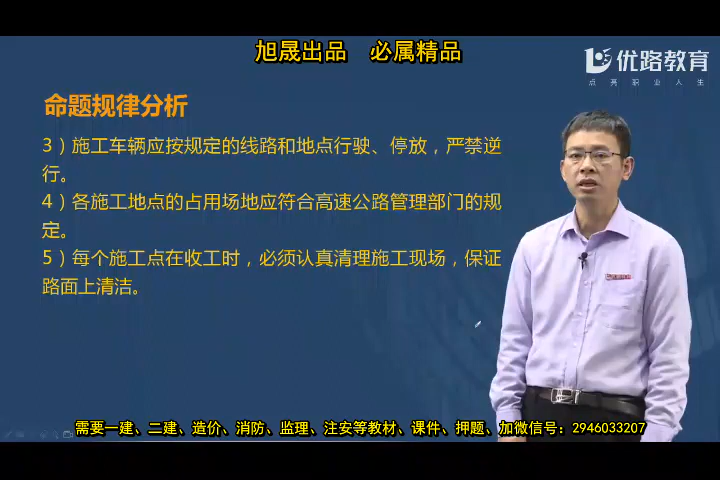 旭晟出品 必属精品
优路教育
点亮职业人生
命题规律分析
3）施工车辆应按规定的线路和地点行驶、停放，严禁逆
行。
4）各施工地点的占用场地应符合高速公路管理部门的规
定。
5）每个施工点在收工时，必须认真清理施工现场，保证
路面上清洁。
需要一建、二建、造价、消防、监理、注安等教材、课件、押题、加微信号：2946033207